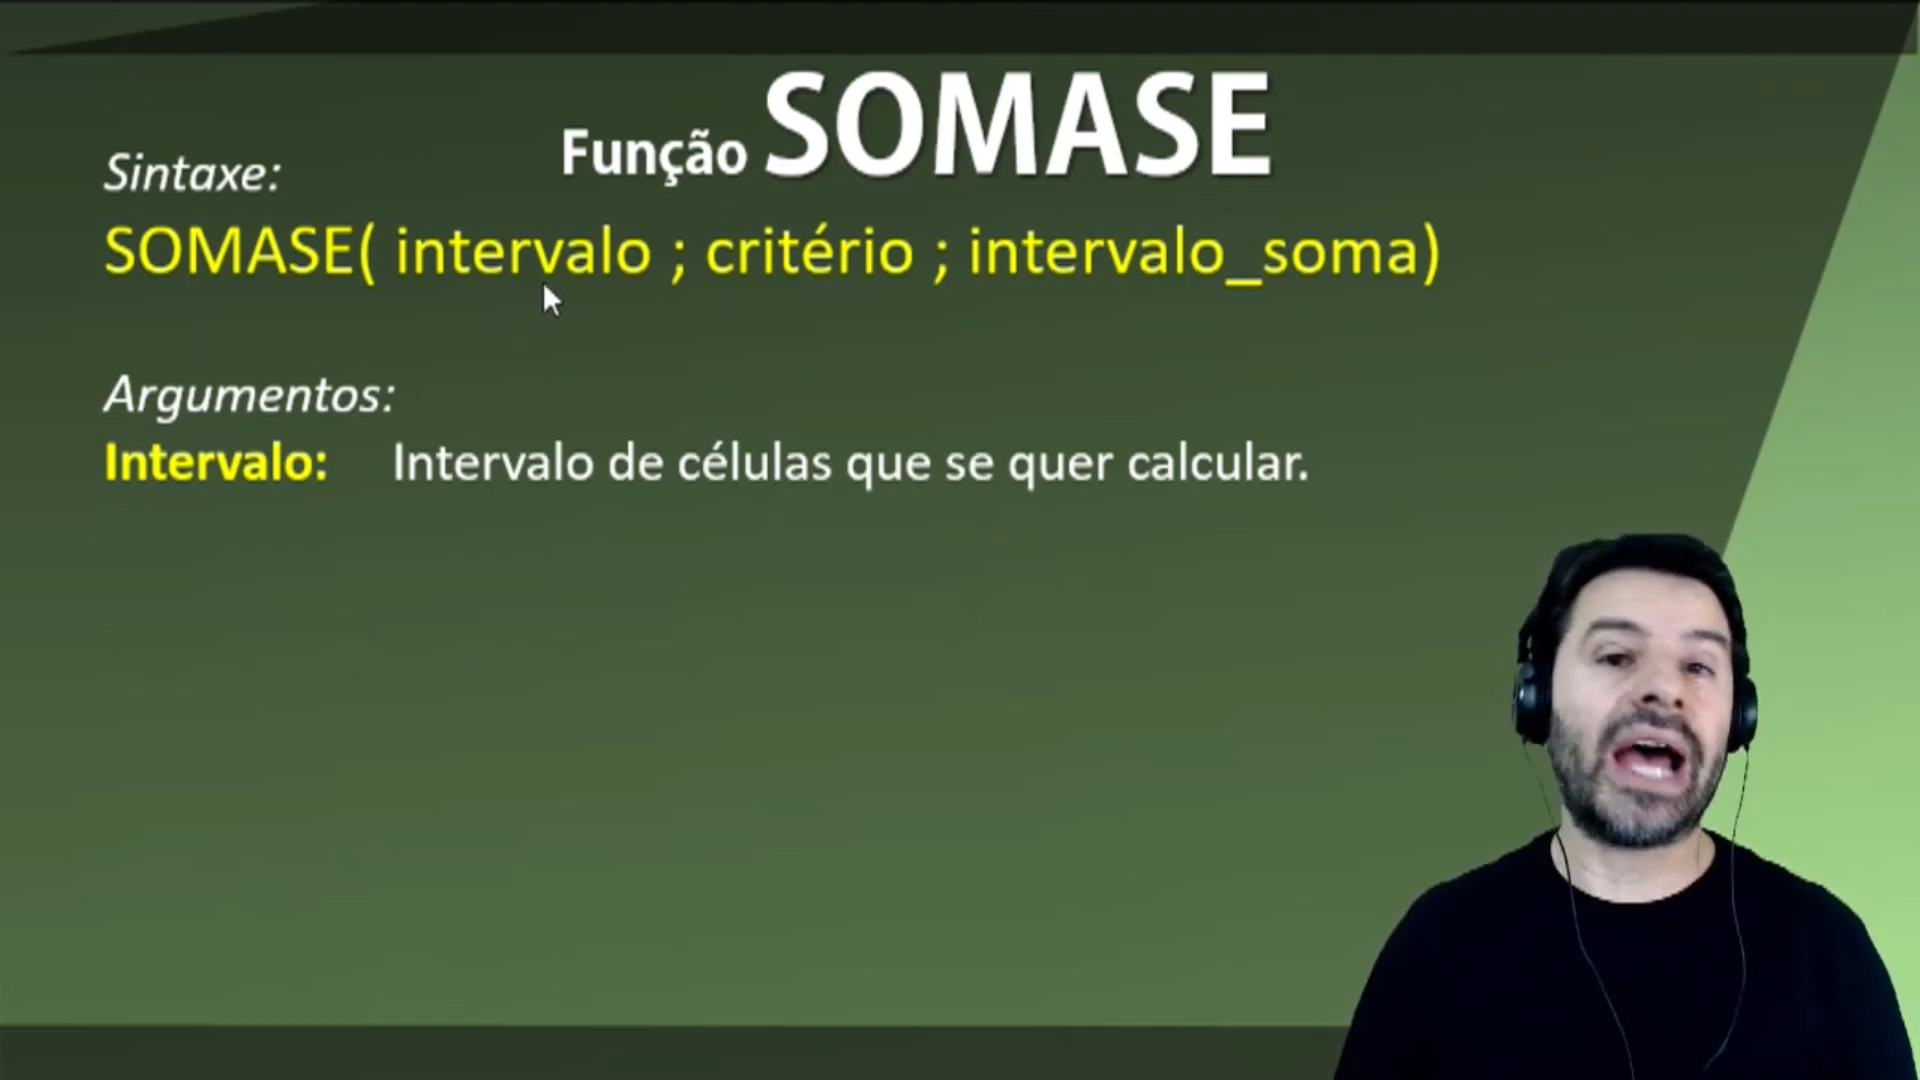 Função SOMASE
Sintaxe:
SOMASE( intervalo ; critério ; intervalo_soma)
Argumentos:
Intervalo: Intervalo de células que se quer calcular.